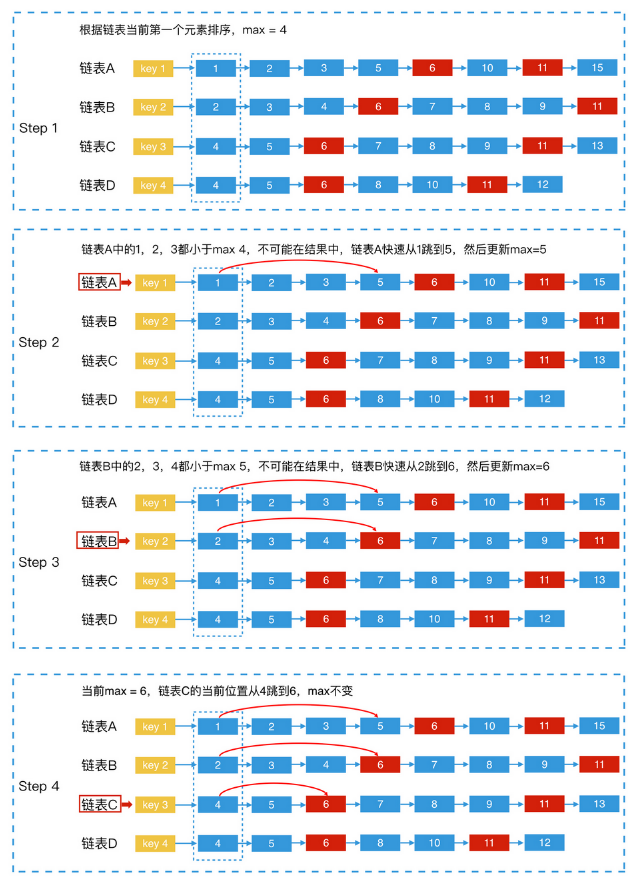 根据链表当前第一个元素排序，max = 4
链表A key 1 1 2 3 5 6 10 11 15
链表B key 2 2 3 4 6 7 8 9 11
Step 1
链表C key 3 4 5 6 7 8 9 11 13
链表D key 4 4 5 6 8 10 11 12
链表A中的1，2，3都小于max 4，不可能在结果中，链表A快速从1跳到5，然后更新max=5
链表A key 1 1 2 3 5 6 10 11 15
链表B key 2 2 3 4 6 7 8 9 11
Step 2
链表C key 3 4 5 6 7 8 9 11 13
链表D key 4 4 5 6 8 10 11 12
链表B中的2，3，4都小于max 5，不可能在结果中，链表B快速从2跳到6，然后更新max=6
链表A key 1 1 2 3 5 6 10 11 15
链表B key 2 2 3 4 6 7 8 9 11
Step 3
链表C key 3 4 5 6 7 8 9 11 13
链表D key 4 4 5 6 8 10 11 12
当前max = 6，链表C的当前位置从4跳到6，max不变
链表A key 1 1 2 3 5 6 10 11 15
链表B key 2 2 3 4 6 7 8 9 11
Step 4
链表C key 3 4 5 6 7 8 9 11 13
链表D key 4 4 5 6 8 10 11 12